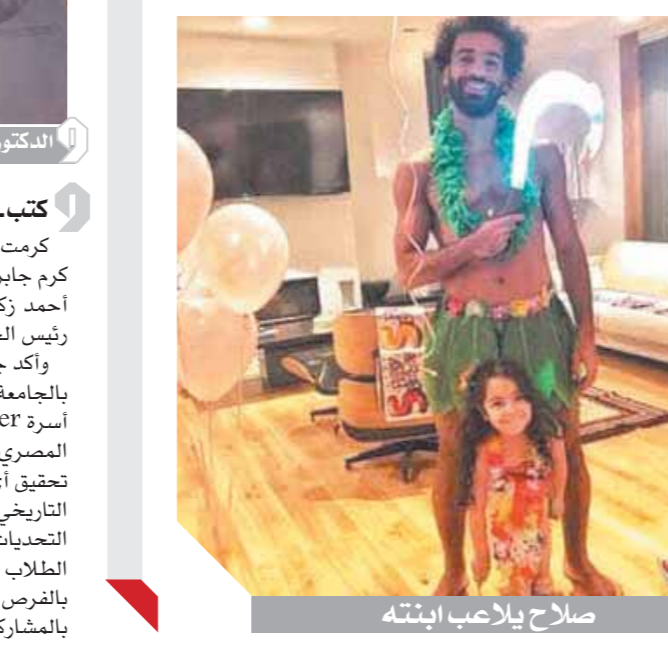 صلاح يلاعب ابنته
الدكتور
كتب.
كرمت
كرم جابر
أحمد زك
رئيس ال
وأكد ج
بالجامعة
أسرة er
المصري
تحقيق أ
التاريخي
التحديات
الطلاب
بالفرص
بالمشارك